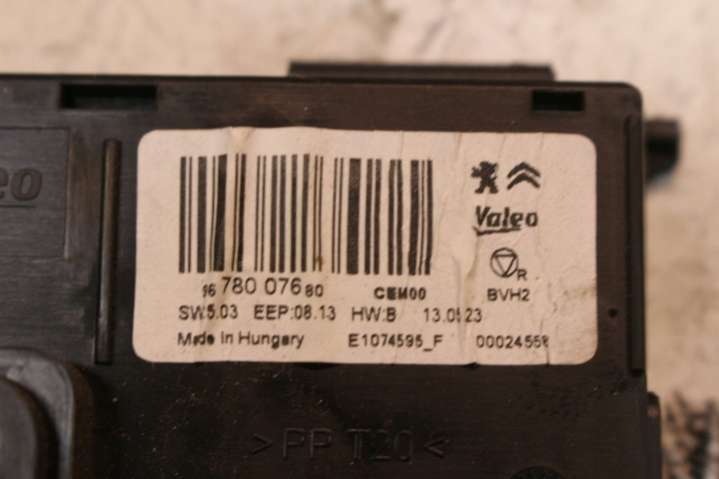 Valeo
96 780 076 80 CEM00
R
BVH2
SW:5.03 EEP:08.13 HW:B 13.05.23
Made In Hungary E1074595_F 00024558
>PP T20<